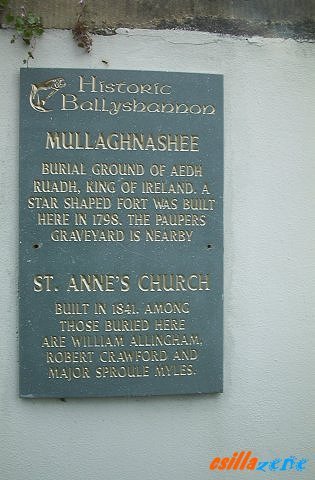 Historic
Ballyshannon
MULLAGHNASHEE
BURIAL GROUND OF AEDH
RUADH, KING OF IRELAND. A
STAR SHAPED FORT WAS BUILT
HERE IN 1798. THE PAUPERS
GRAVEYARD IS NEARBY
ST. ANNE'S CHURCH
BUILT IN 1841. AMONG
THOSE BURIED HERE
ARE WILLIAM ALLINGHAM,
ROBERT CRAWFORD AND
MAJOR SPROULE MYLES.
csillazene